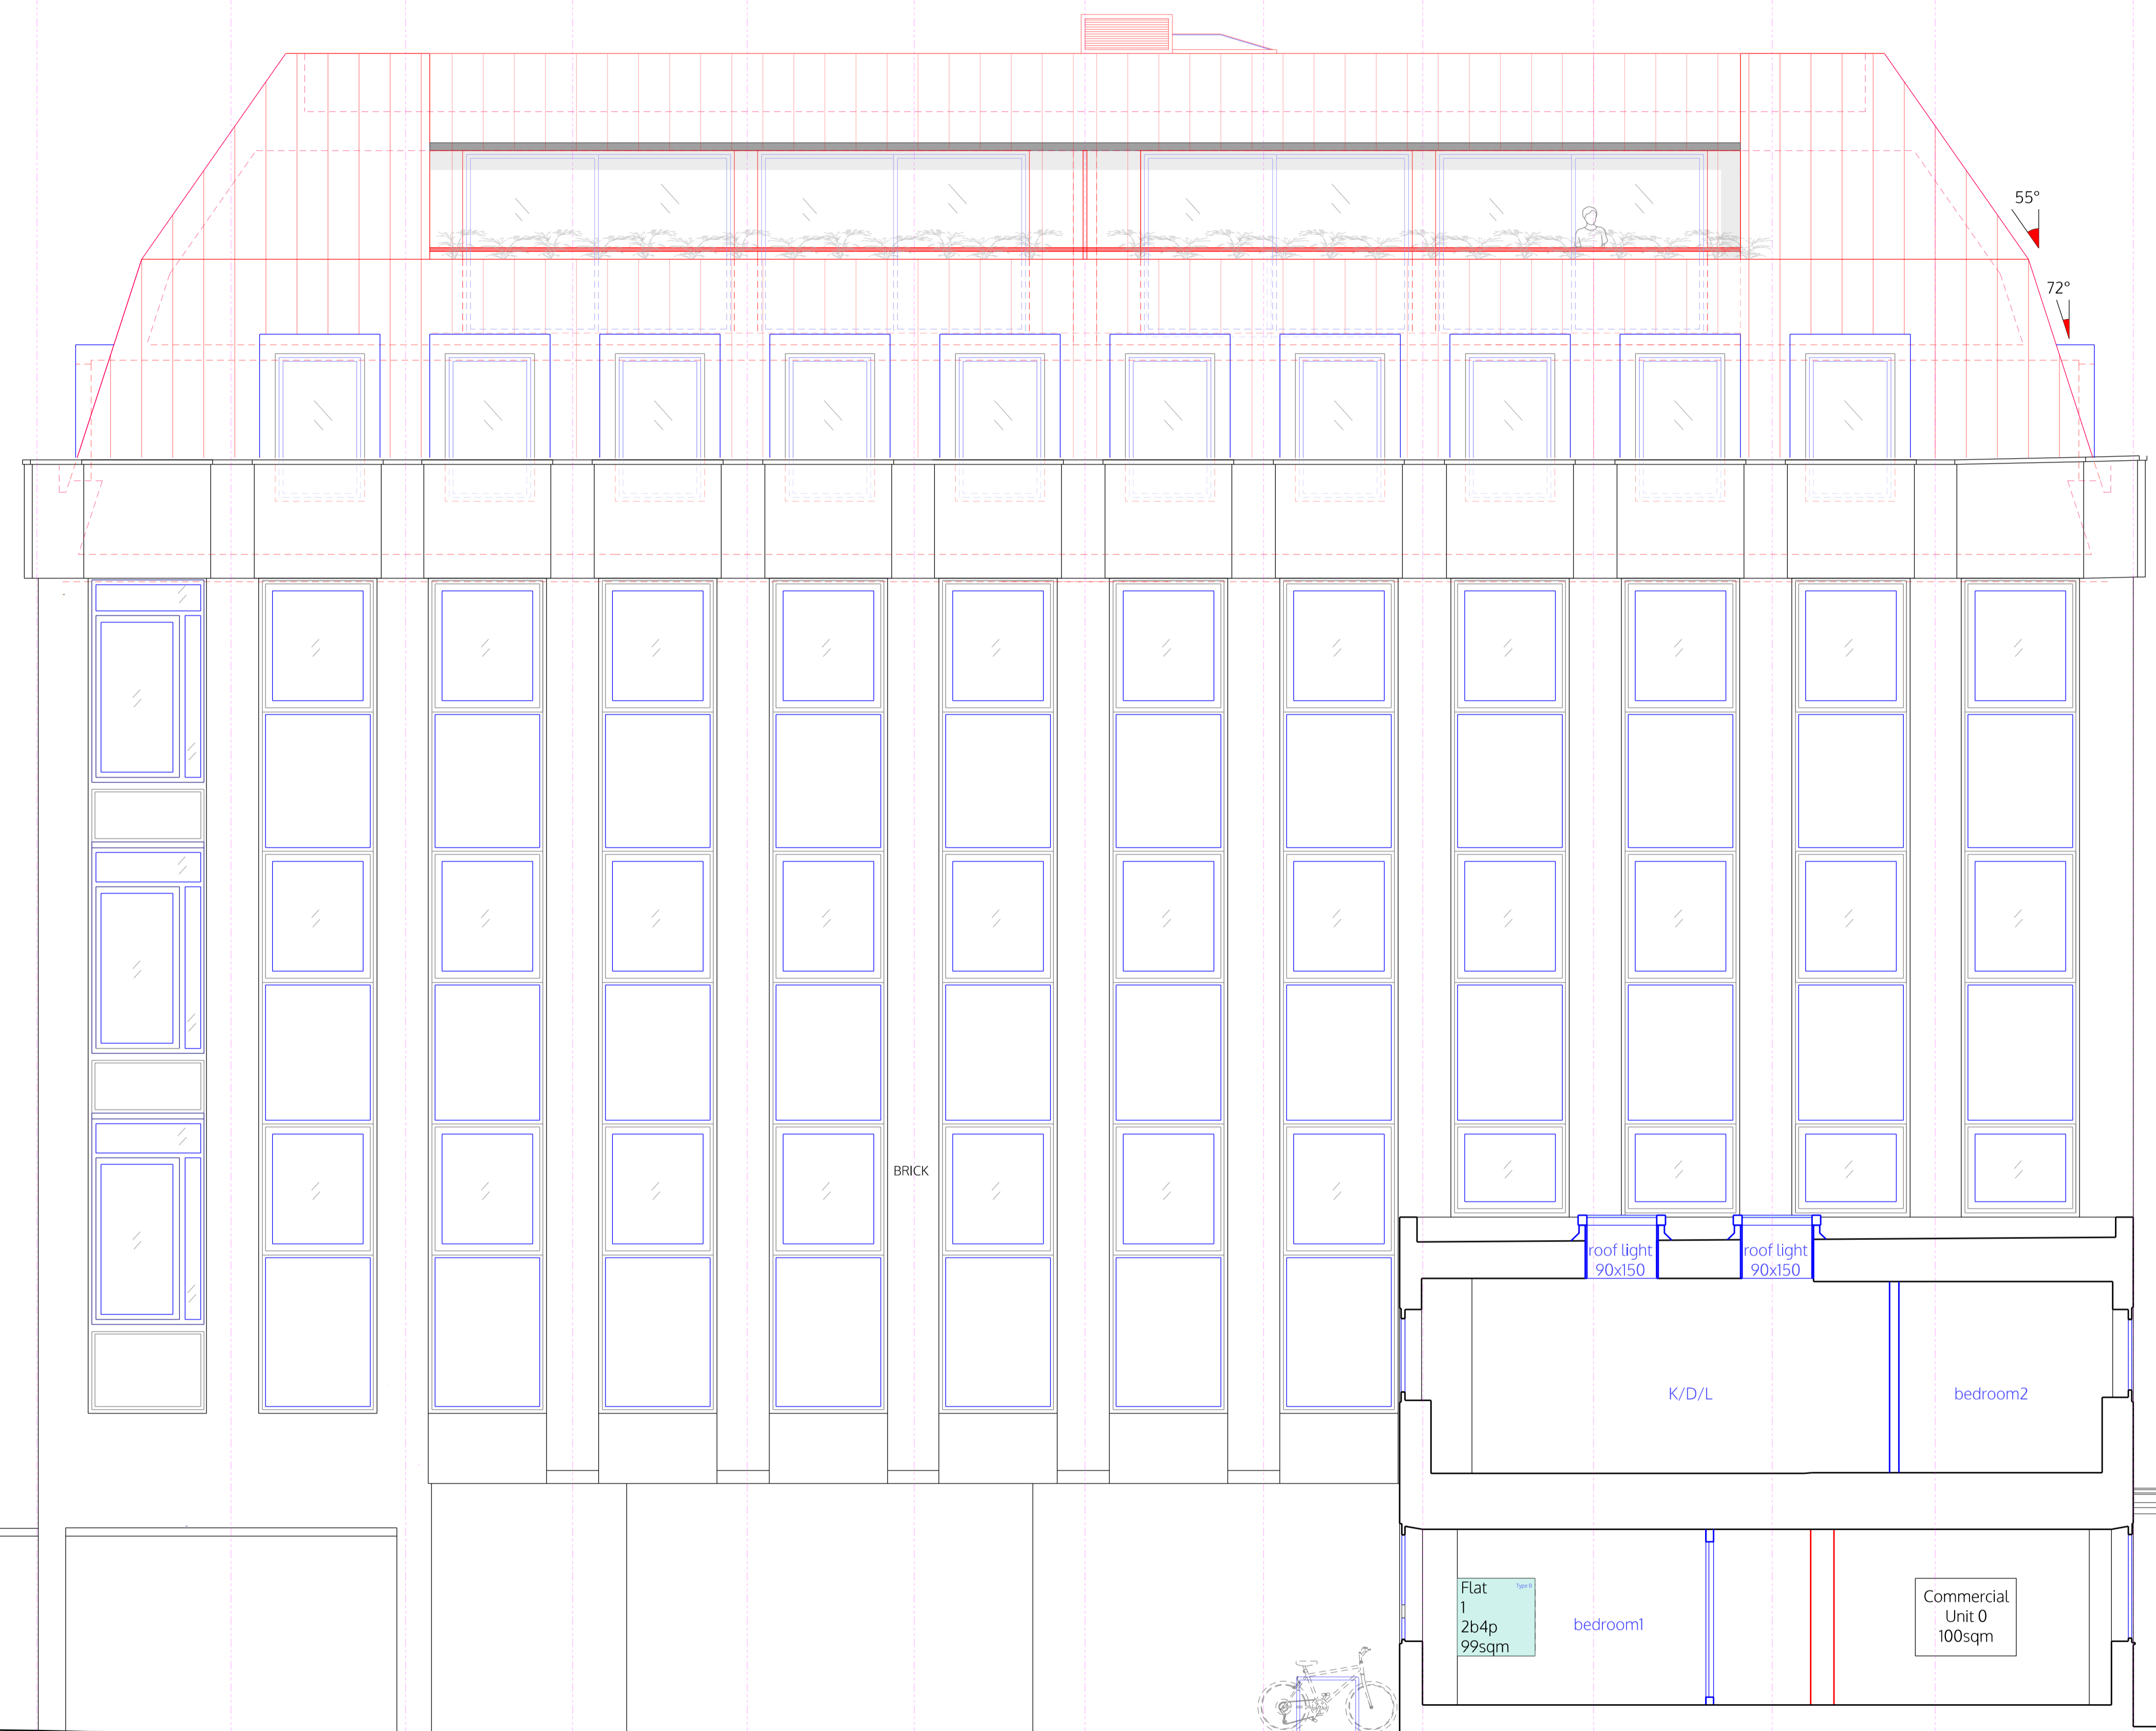 55°
72°
BRICK
roof light
90x150
roof light
90x150
K/D/L
bedroom2
Flat
Type B
1
2b4p
99sqm
bedroom1
Commercial
Unit 0
100sqm